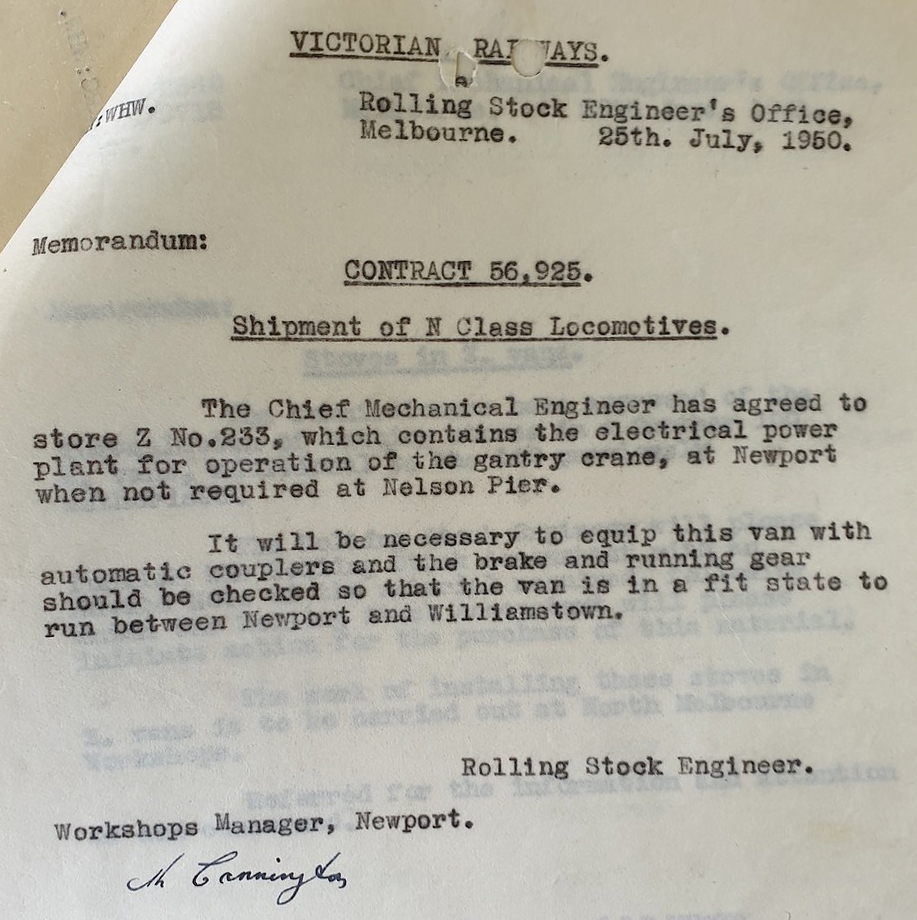 VICTORIAN RAILWAYS.
:WHW.
Rolling Stock Engineer's Office,
Melbourne. 25th. July, 1950.
Memorandum:
CONTRACT 56,925.
Shipment of N Class Locomotives.
The Chief Mechanical Engineer has agreed to
store Z No.233, which contains the electrical power
plant for operation of the gantry crane, at Newport
when not required at Nelson Pier.
It will be necessary to equip this van with
automatic couplers and the brake and running gear
should be checked so that the van is in a fit state to
run between Newport and Williamstown.
Rolling Stock Engineer.
Workshops Manager, Newport.